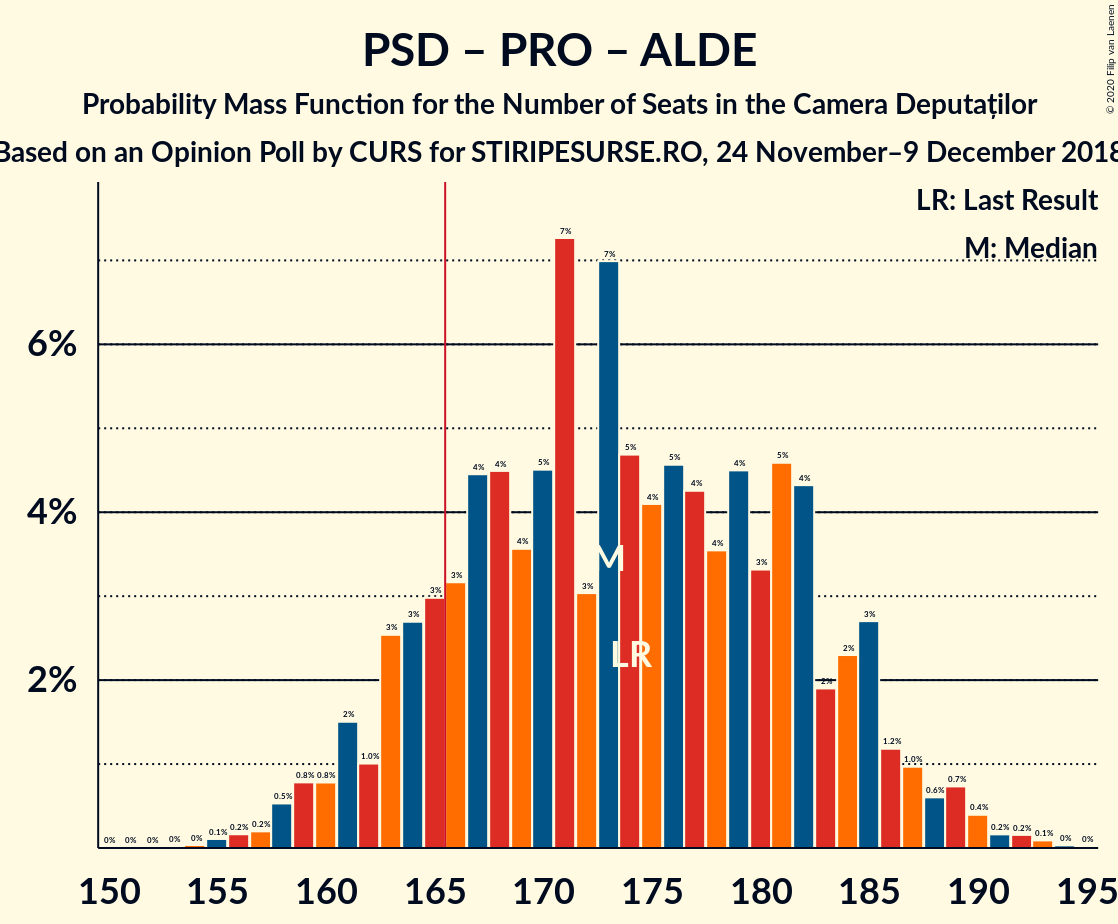 PSD – PRO – ALDE
Probability Mass Function for the Number of Seats in the Camera Deputaților
Based on an Opinion Poll by CURS for STIRIPESURSE.RO, 24 November–9 December 2018
© 2020 Filip van Laenen
LR: Last Result
M: Median
6%
4%
2%
0% 0% 0% 0% 0% 0.1% 0.2% 0.2% 0.5% 0.8% 0.8% 2% 1.0% 3% 3% 3% 3% 4% 4% 4% 5% 7% 3% 7% 5% 4% 5% 4% 4% 4% 3% 5% 4% 2% 2% 3% 1.2% 1.0% 0.6% 0.7% 0.4% 0.2% 0.2% 0.1% 0% 0%
M
LR
150 155 160 165 170 175 180 185 190 195